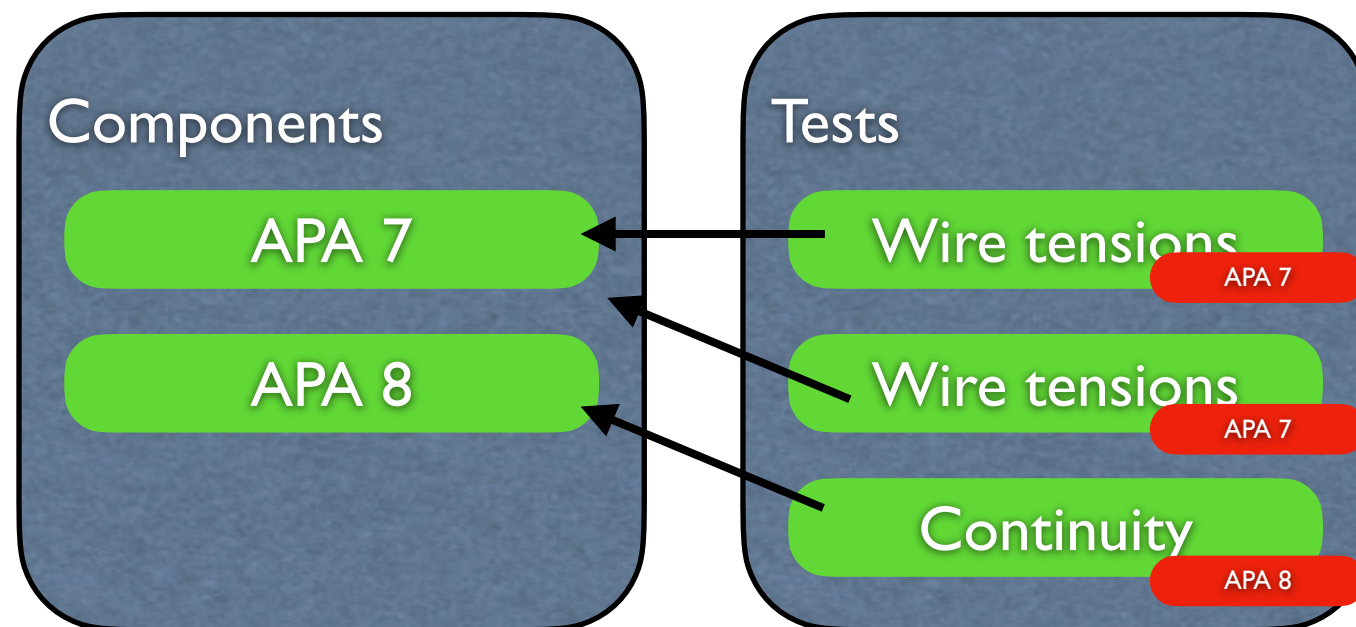 Components
APA 7
APA 8
Tests
Wire tensions
APA 7
Wire tensions
APA 7
Continuity
APA 8